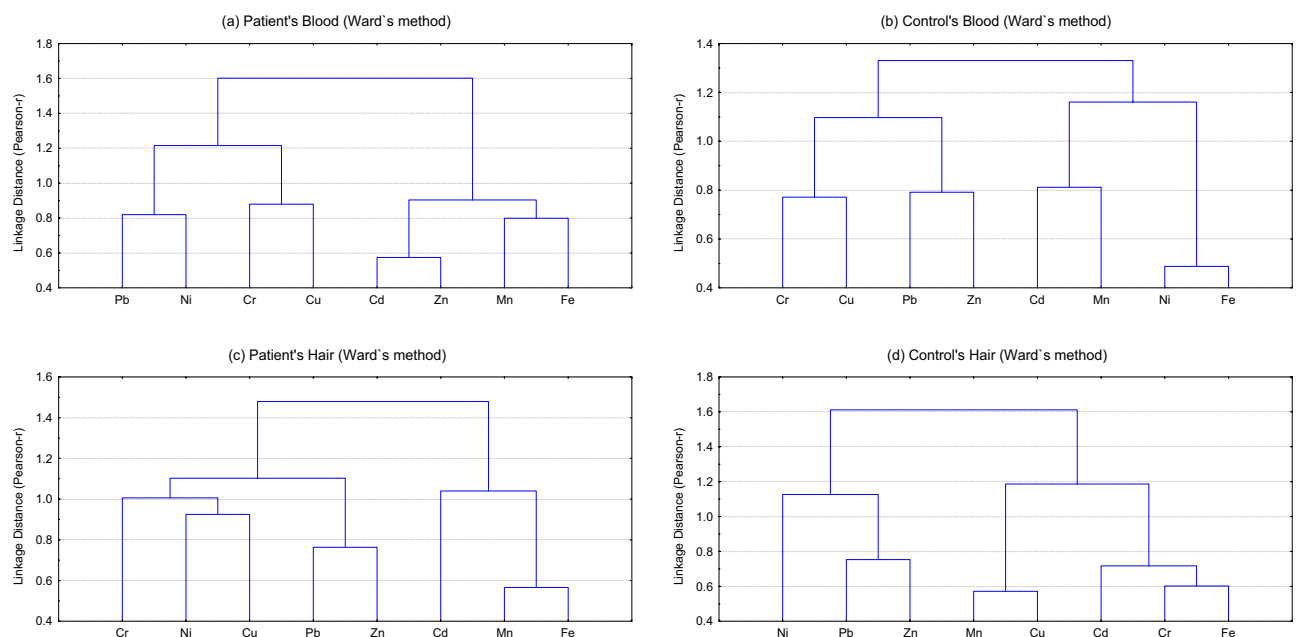 (a) Patient's Blood (Ward`s method)
Linkage Distance (Pearson-r)
1.8
1.6
1.4
1.2
1.0
0.8
0.6
0.4
Pb Ni Cr Cu Cd Zn Mn Fe
(b) Control's Blood (Ward`s method)
Linkage Distance (Pearson-r)
1.4
1.2
1.0
0.8
0.6
0.4
Cr Cu Pb Zn Cd Mn Ni Fe
(c) Patient's Hair (Ward`s method)
Linkage Distance (Pearson-r)
1.6
1.4
1.2
1.0
0.8
0.6
0.4
Cr Ni Cu Pb Zn Cd Mn Fe
(d) Control's Hair (Ward`s method)
Linkage Distance (Pearson-r)
1.8
1.6
1.4
1.2
1.0
0.8
0.6
0.4
Ni Pb Zn Mn Cu Cd Cr Fe